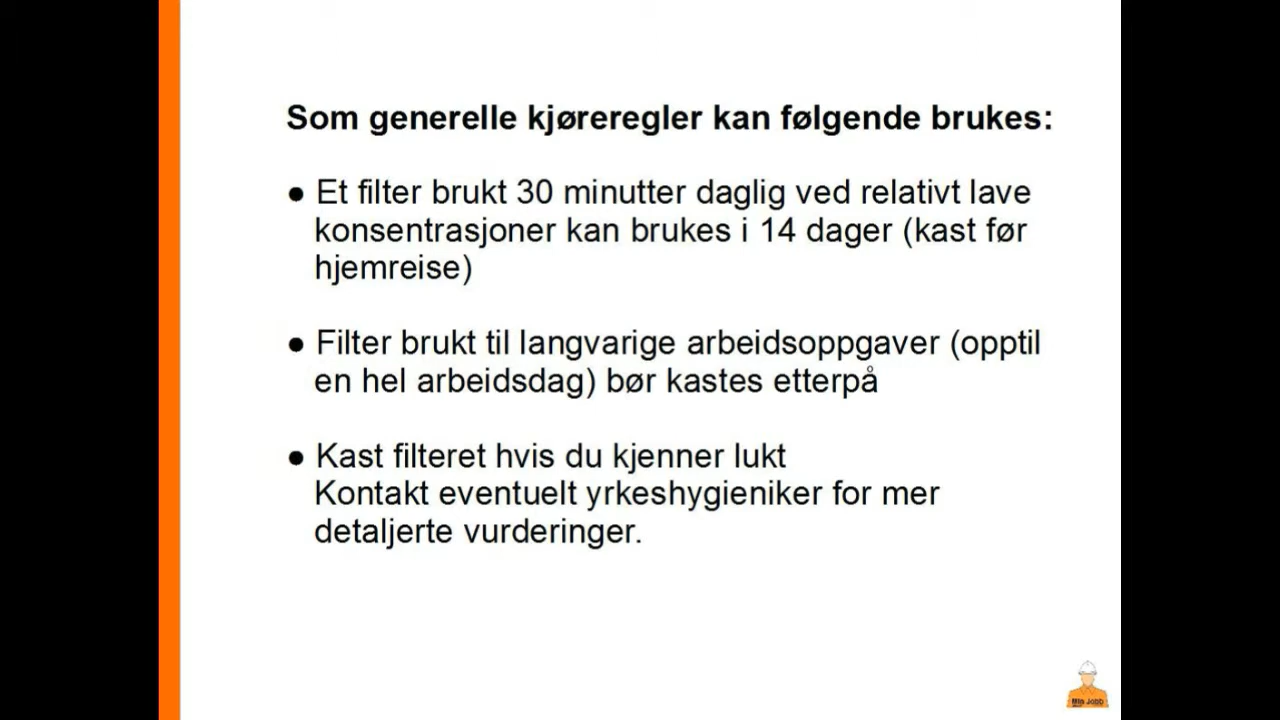 Som generelle kjøreregler kan følgende brukes:
● Et filter brukt 30 minutter daglig ved relativt lave
konsentrasjoner kan brukes i 14 dager (kast før
hjemreise)
● Filter brukt til langvarige arbeidsoppgaver (opptil
en hel arbeidsdag) bør kastes etterpå
● Kast filteret hvis du kjenner lukt
Kontakt eventuelt yrkeshygieniker for mer
detaljerte vurderinger.
Min Jobb